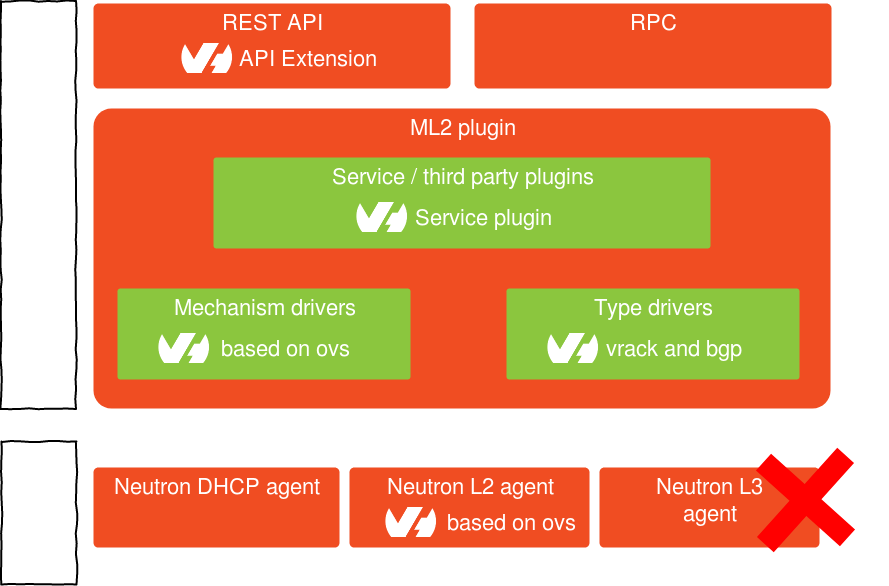 REST API
API Extension
RPC
ML2 plugin
Service / third party plugins
Service plugin
Mechanism drivers
based on ovs
Type drivers
vrack and bgp
Neutron DHCP agent
Neutron L2 agent
based on ovs
Neutron L3
agent